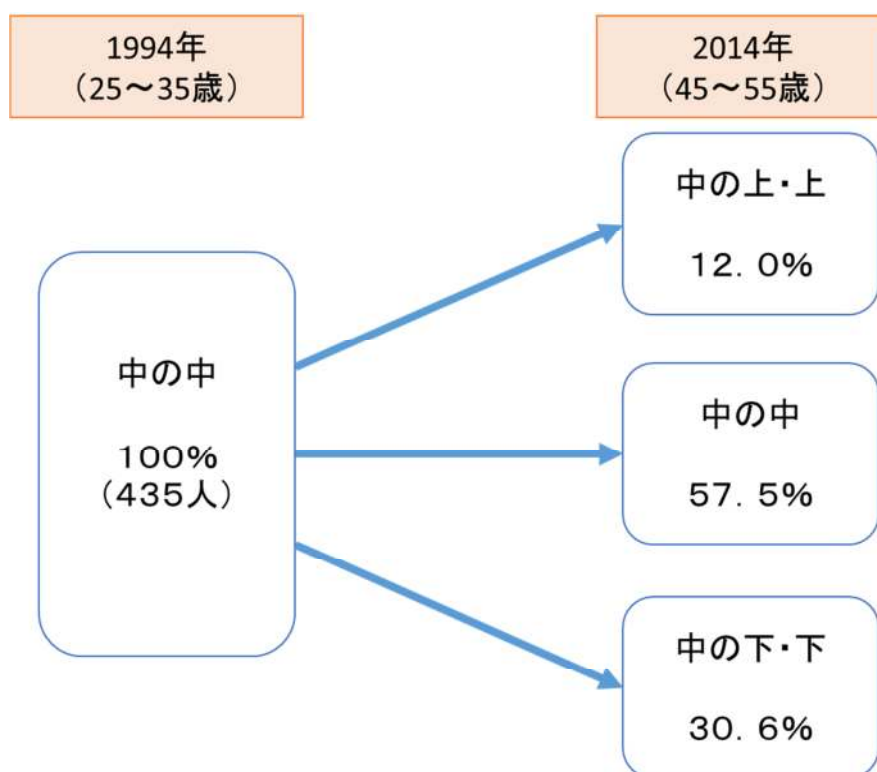 1994年
（25～35歳）
2014年
（45～55歳）
中の中
100%
（435人）
中の上・上
12．0%
中の中
57．5%
中の下・下
30．6%